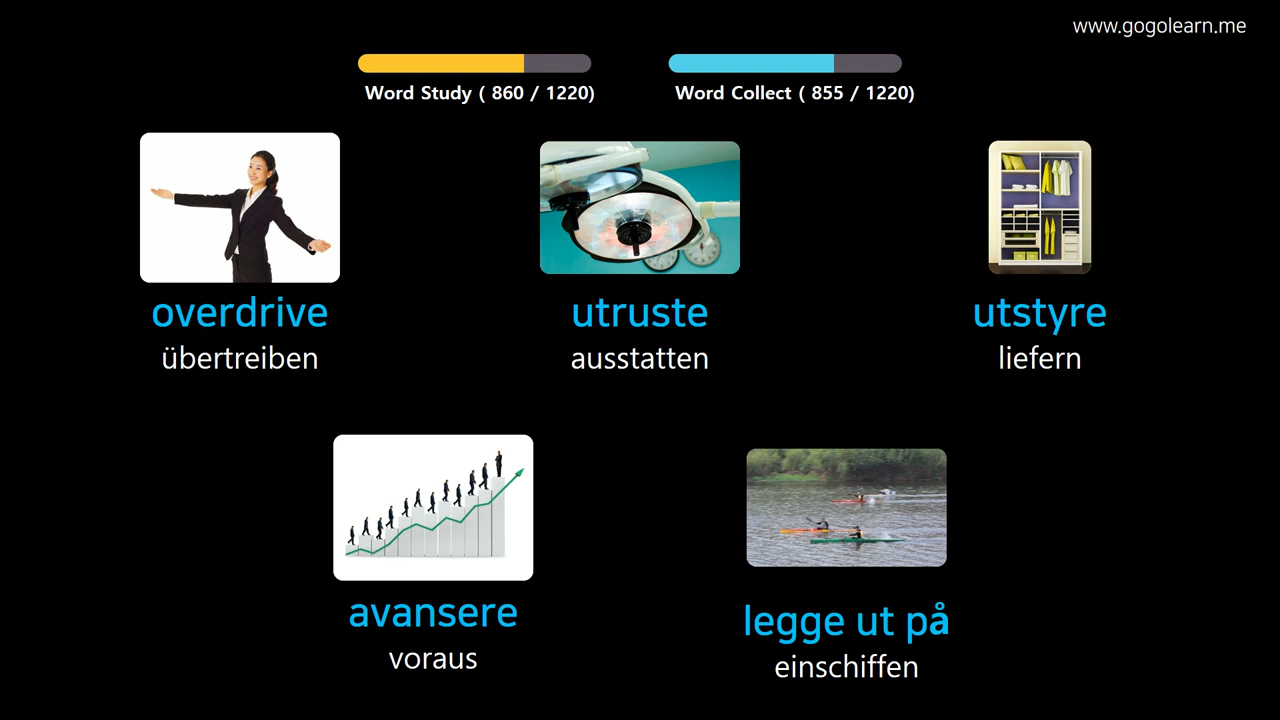 www.gogolearn.me
Word Study ( 860 / 1220)
Word Collect ( 855 / 1220)
overdrive
übertreiben
utruste
ausstatten
utstyre
liefern
avansere
voraus
legge ut på
einschiffen